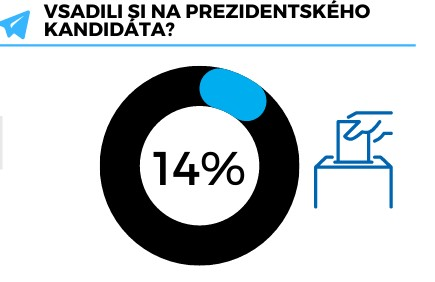 VSADILI SI NA PREZIDENTSKÉHO
KANDIDÁTA?
14%